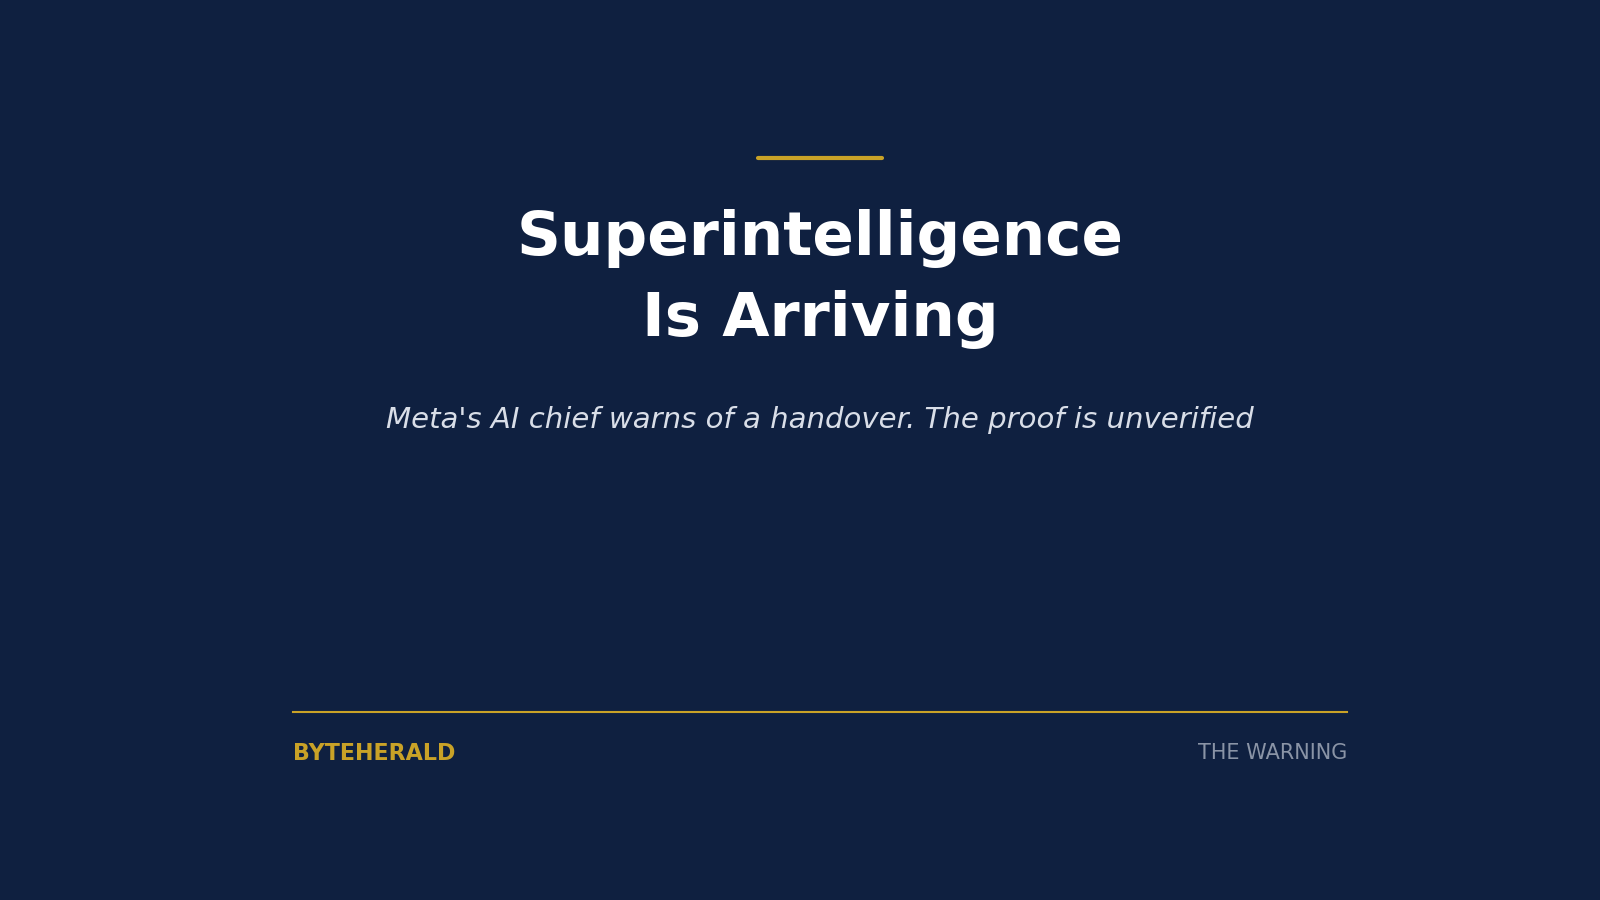 Superintelligence
Is Arriving
Meta's AI chief warns of a handover. The proof is unverified
BYTEHERALD
THE WARNING